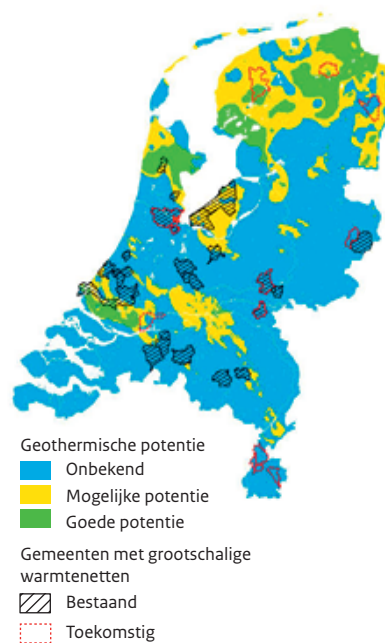 Geothermische potentie
Onbekend
Mogelijke potentie
Goede potentie
Gemeenten met grootschalige
warmtenetten
Bestaand
Toekomstig